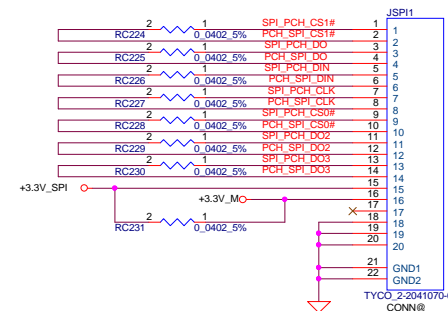 JSPI1
2 1 SPI_PCH_CS1# 1 1
RC224 0_0402_5% PCH_SPI_CS1# 2 2
2 1 SPI_PCH_DO 3 3
RC225 0_0402_5% PCH_SPI_DO 4 4
2 1 SPI_PCH_DIN 5 5
RC226 0_0402_5% PCH_SPI_DIN 6 6
2 1 SPI_PCH_CLK 7 7
RC227 0_0402_5% PCH_SPI_CLK 8 8
2 1 SPI_PCH_CS0# 9 9
RC228 0_0402_5% PCH_SPI_CS0# 10 10
2 1 SPI_PCH_DO2 11 11
RC229 0_0402_5% PCH_SPI_DO2 12 12
2 1 SPI_PCH_DO3 13 13
RC230 0_0402_5% PCH_SPI_DO3 14 14
+3.3V_SPI 15 15
+3.3V_M 16 16
17 17
2 1 18 18
RC231 0_0402_5% 19 19
20 20
21 GND1
22 GND2
TYCO_2-2041070-
CONN@